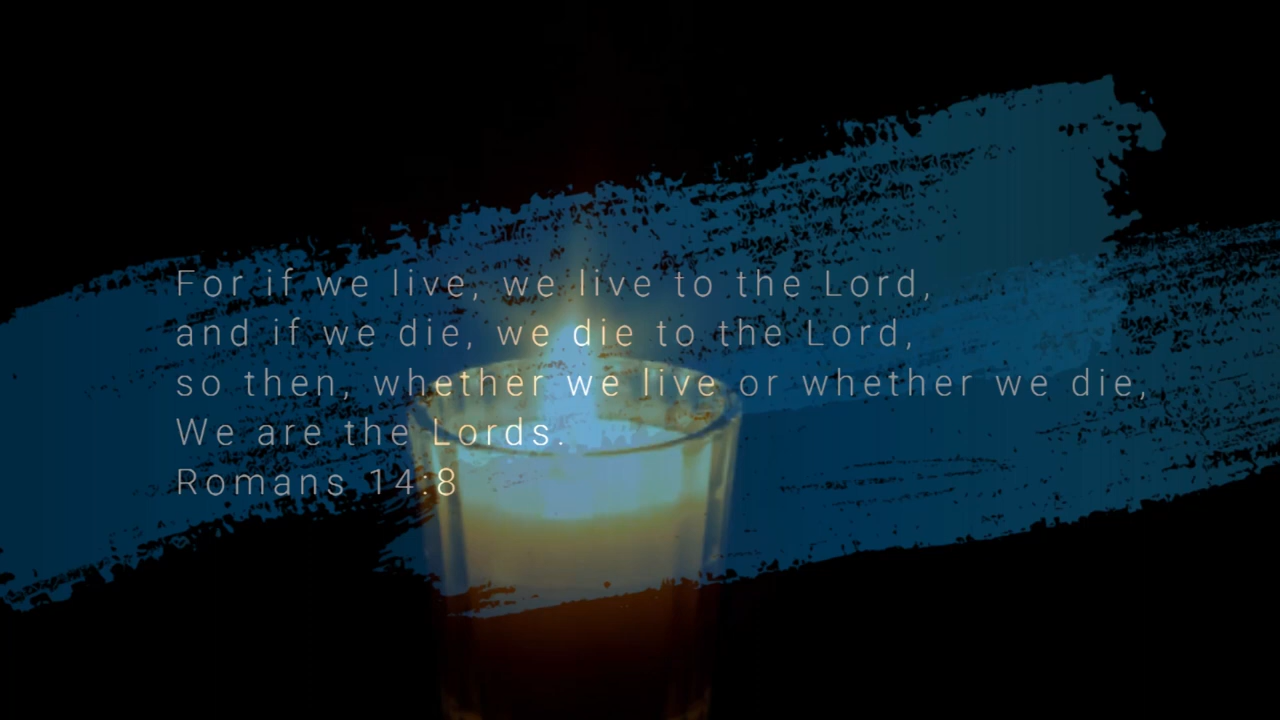 For if we live, we live to the Lord,
and if we die, we die to the Lord,
so then, whether we live or whether we die,
We are the Lords.
Romans 14:8